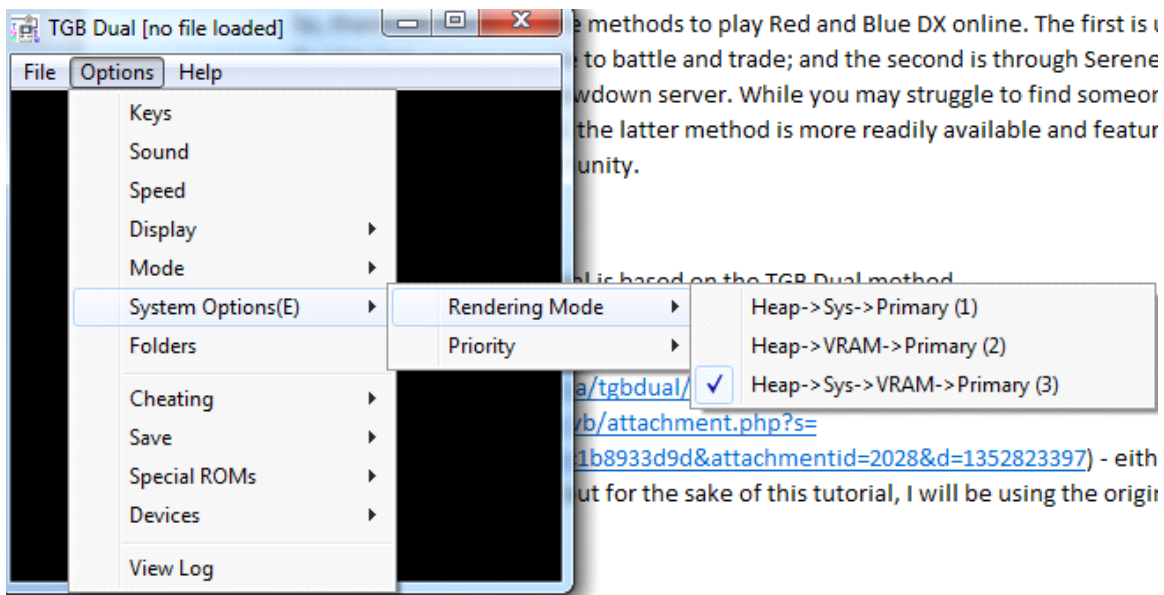 TGB Dual [no file loaded]
File Options Help
Keys
Sound
Speed
Display
Mode
System Options(E)
Folders
Cheating
Save
Special ROMs
Devices
View Log
Rendering Mode
Priority
Heap->Sys->Primary (1)
Heap->VRAM->Primary (2)
Heap->Sys->VRAM->Primary (3)
methods to play Red and Blue DX online. The first is
to battle and trade; and the second is through Serene
wdown server. While you may struggle to find
the latter method is more readily available and
unity.
is based on the TGB Dual method
a/tgbdual/
vb/attachment.php?s=
1b8933d9d&attachmentid=2028&d=1352823397) -
for the sake of this tutorial, I will be using the